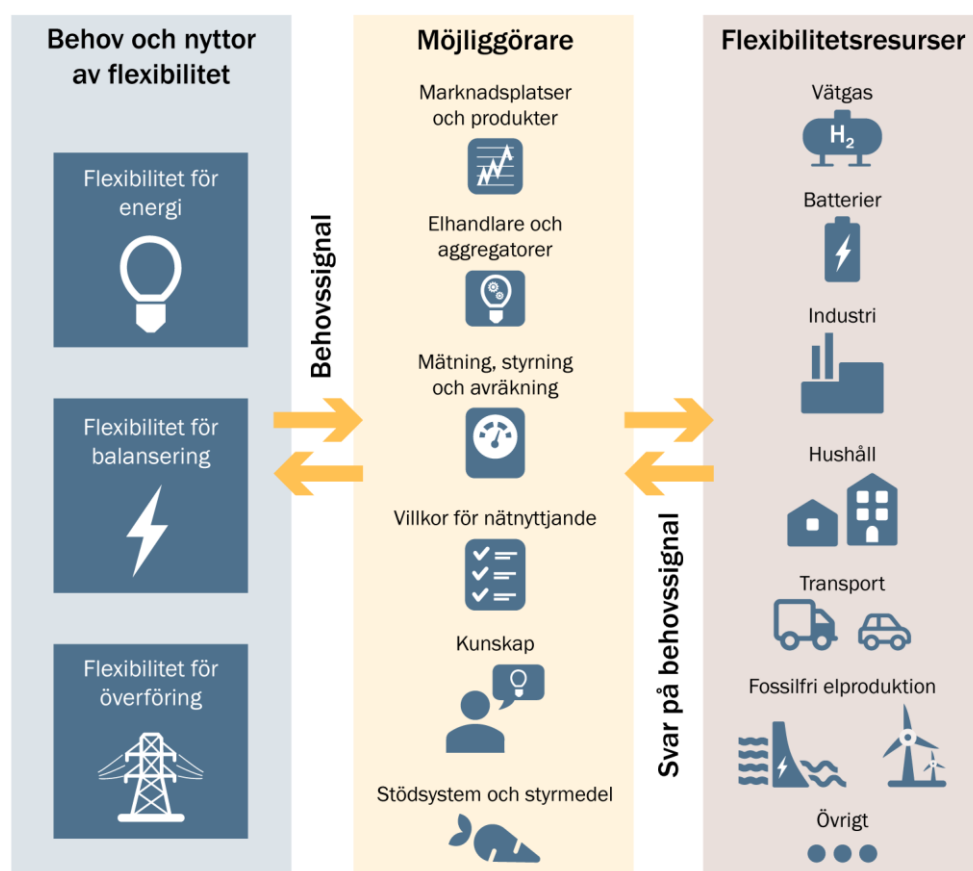 Behov och nyttor
av flexibilitet
Flexibilitet för
energi
Flexibilitet för
balansering
Flexibilitet för
överföring
Behovssignal
Möjliggörare
Marknadsplatser
och produkter
Elhandlare och
aggregatorer
Mätning, styrning
och avräkning
Villkor för nätnyttjande
Kunskap
Stödsystem och styrmedel
Svar på behovssignal
Flexibilitetsresurser
Vätgas
H₂
Batterier
Industri
Hushåll
Transport
Fossilfri elproduktion
Övrigt